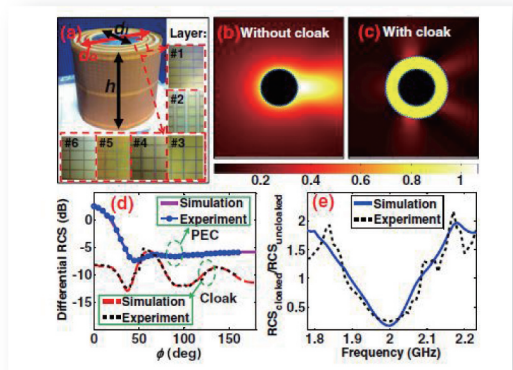 (a)
d_i
d_o
h
Layer:
#1
#2
#6 #5 #4 #3
(b) Without cloak
(c) With cloak
0.2 0.4 0.6 0.8 1
(d)
Differential RCS (dB)
0
-5
-10
-15
Simulation
Experiment
PEC
Cloak
Simulation
Experiment
0 50 100 150
ϕ (deg)
(e)
RCS_cloaked/RCS_uncloaked
2
1.5
1
0.5
Simulation
Experiment
1.8 1.9 2 2.1 2.2
Frequency (GHz)